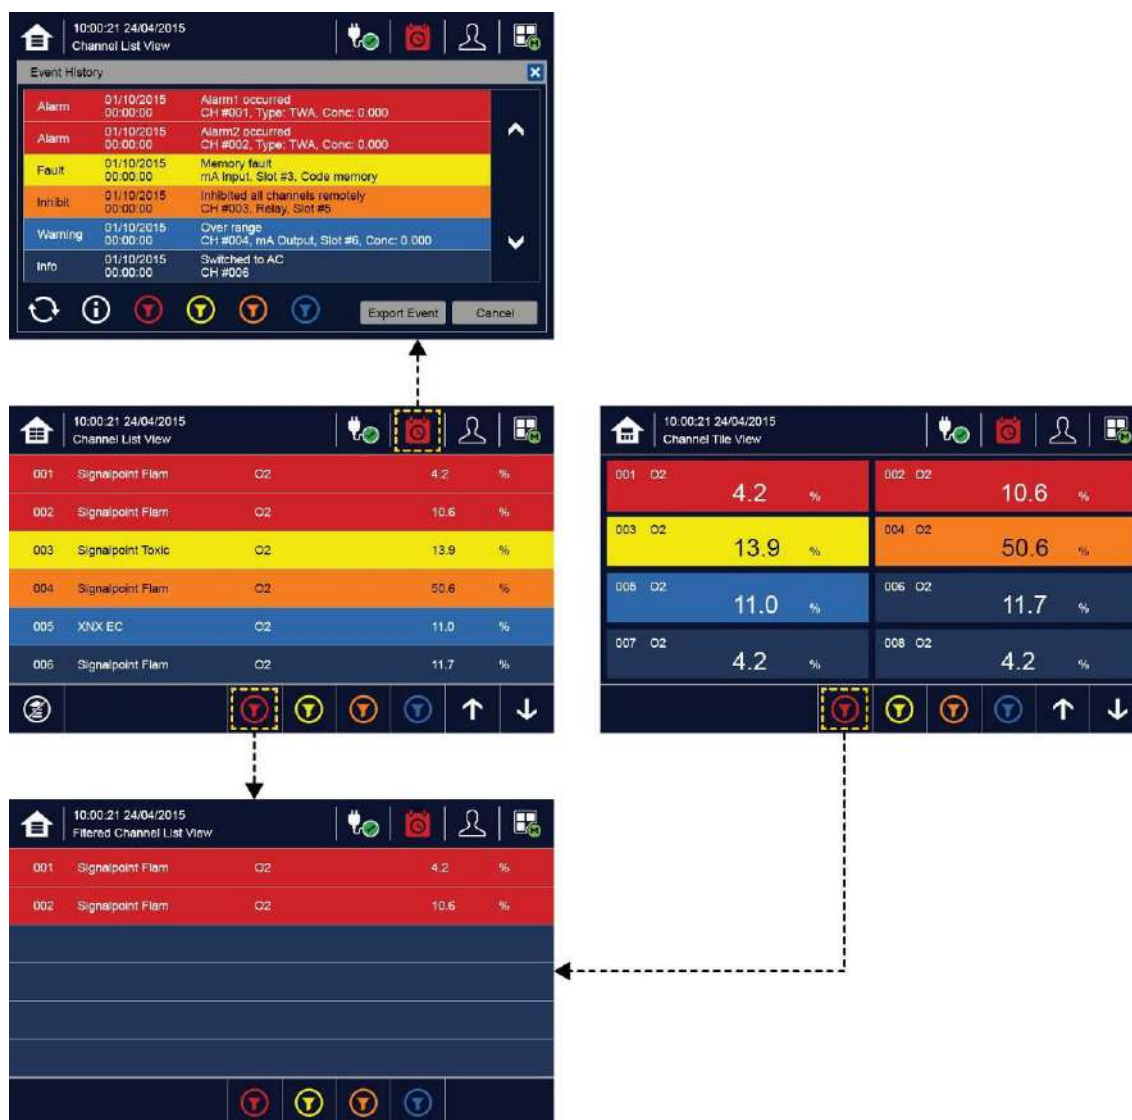 10:00:21 24/04/2015
Channel List View
Event History
Alarm 01/10/2015 00:00:00 Alarm1 occurred
CH #001, Type: TWA, Conc: 0.000
Alarm 01/10/2015 00:00:00 Alarm2 occurred
CH #002, Type: TWA, Conc: 0.000
Fault 01/10/2015 00:00:00 Memory fault
mA Input, Slot #3, Code memory
Inhibit 01/10/2015 00:00:00 Inhibited all channels remotely
CH #003, Relay, Slot #5
Warning 01/10/2015 00:00:00 Over range
CH #004, mA Output, Slot #6, Conc: 0.000
Info 01/10/2015 00:00:00 Switched to AC
CH #006
Export Event Cancel
10:00:21 24/04/2015
Channel List View
001 Signalpoint Flam O2 4.2 %
002 Signalpoint Flam O2 10.6 %
003 Signalpoint Toxic O2 13.9 %
004 Signalpoint Flam O2 50.6 %
005 XNX EC O2 11.0 %
006 Signalpoint Flam O2 11.7 %
10:00:21 24/04/2015
Channel Tile View
001 O2 4.2 %
002 O2 10.6 %
003 O2 13.9 %
004 O2 50.6 %
005 O2 11.0 %
006 O2 11.7 %
007 O2 4.2 %
008 O2 4.2 %
10:00:21 24/04/2015
Filtered Channel List View
001 Signalpoint Flam O2 4.2 %
002 Signalpoint Flam O2 10.6 %